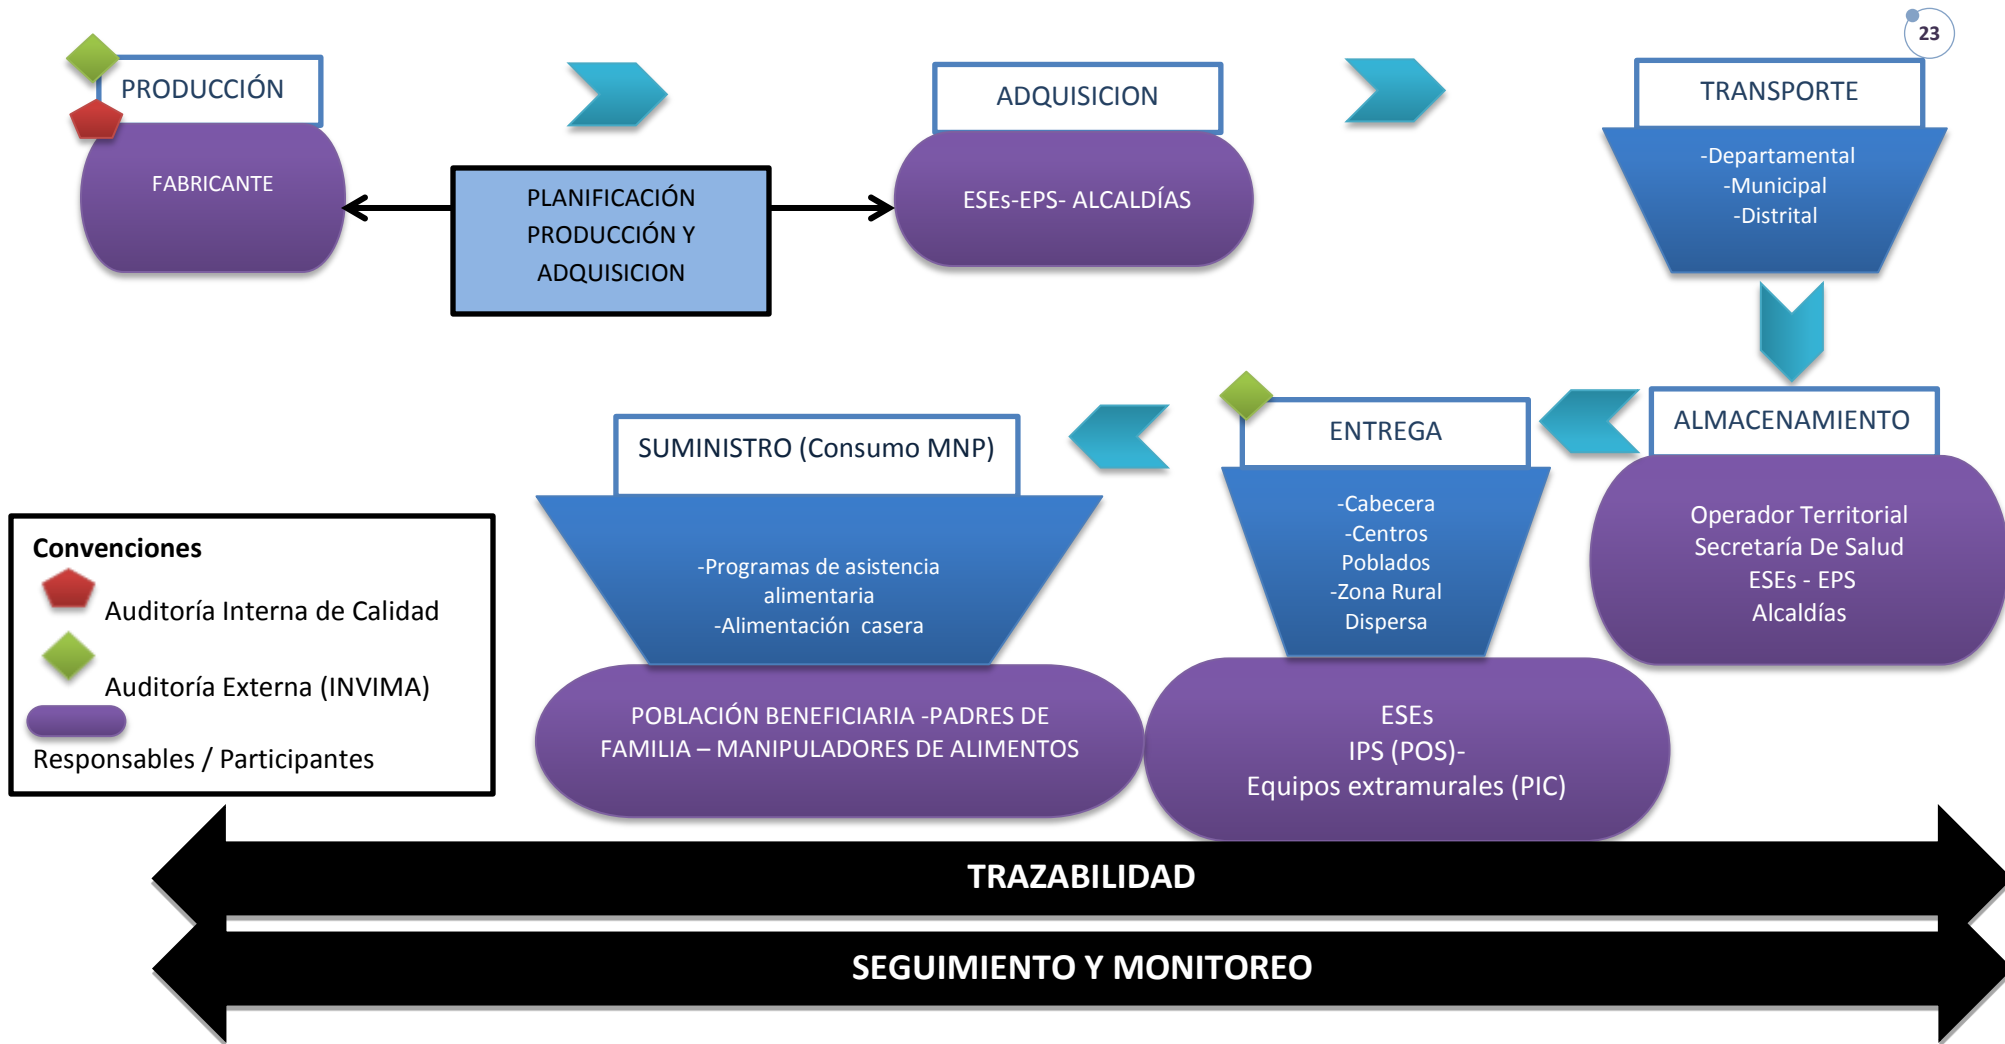 23
PRODUCCIÓN
FABRICANTE
PLANIFICACIÓN
PRODUCCIÓN Y
ADQUISICION
ADQUISICION
ESEs-EPS- ALCALDÍAS
TRANSPORTE
-Departamental
-Municipal
-Distrital
ALMACENAMIENTO
Operador Territorial
Secretaría De Salud
ESEs - EPS
Alcaldías
ENTREGA
-Cabecera
-Centros
Poblados
-Zona Rural
Dispersa
ESEs
IPS (POS)-
Equipos extramurales (PIC)
SUMINISTRO (Consumo MNP)
-Programas de asistencia
alimentaria
-Alimentación casera
POBLACIÓN BENEFICIARIA -PADRES DE
FAMILIA – MANIPULADORES DE ALIMENTOS
Convenciones
Auditoría Interna de Calidad
Auditoría Externa (INVIMA)
Responsables / Participantes
TRAZABILIDAD
SEGUIMIENTO Y MONITOREO